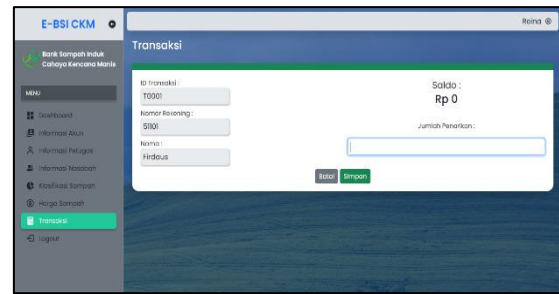 E-BSI CKM
Reina
Bank Sampah Induk
Cahaya Kencana Manis
Transaksi
MENU
Dashboard
Informasi Akun
Informasi Petugas
Informasi Nasabah
Klasifikasi Sampah
Harga Sampah
Transaksi
Logout
ID Transaksi :
T0001
Nomor Rekening :
51101
Nama :
Firdaus
Saldo :
Rp 0
Jumlah Penarikan :
Batal
Simpan